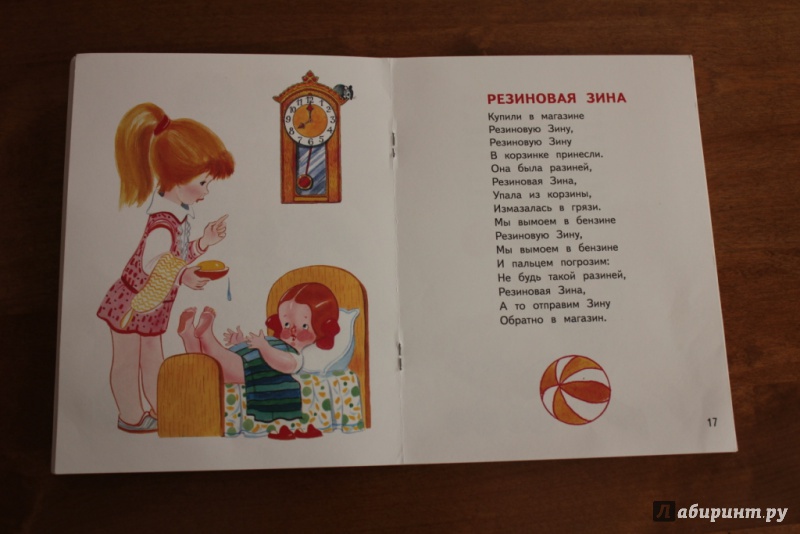 РЕЗИНОВАЯ ЗИНА
Купили в магазине
Резиновую Зину,
Резиновую Зину
В корзинке принесли.
Она была разиней,
Резиновая Зина,
Упала из корзины,
Измазалась в грязи.
Мы вымоем в бензине
Резиновую Зину,
Мы вымоем в бензине
И пальцем погрозим:
Не будь такой разиней,
Резиновая Зина,
А то отправим Зину
Обратно в магазин.
17
Лабиринт.ру